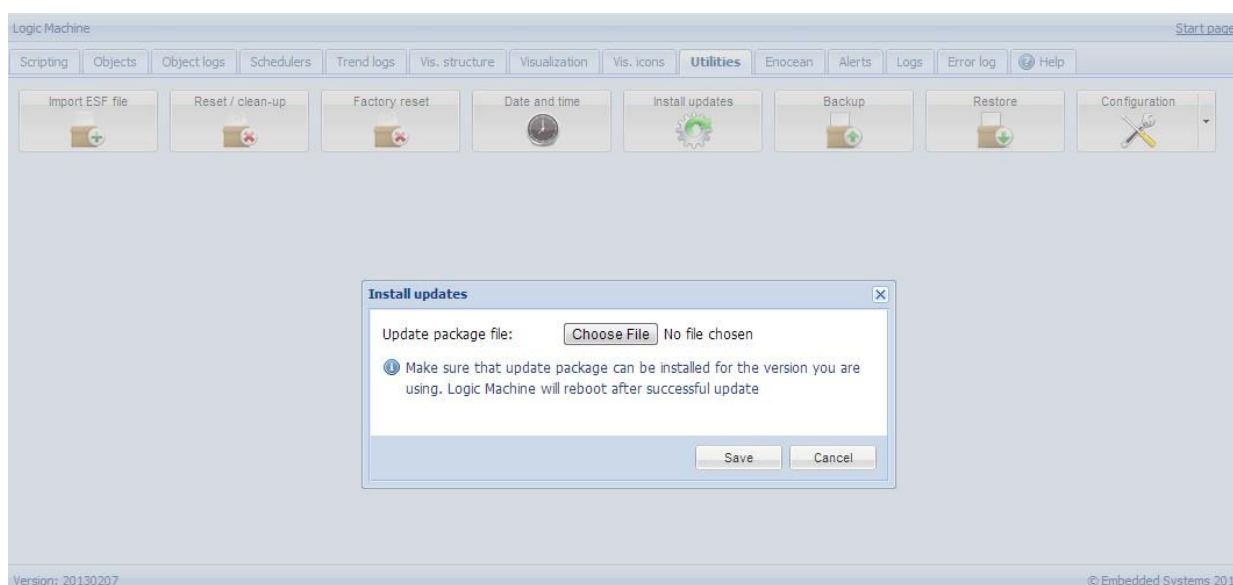 Logic Machine Start page
Scripting Objects Object logs Schedulers Trend logs Vis. structure Visualization Vis. icons Utilities Enocean Alerts Logs Error log Help
Import ESF file Reset / clean-up Factory reset Date and time Install updates Backup Restore Configuration
Install updates
Update package file: Choose File No file chosen
Make sure that update package can be installed for the version you are
using. Logic Machine will reboot after successful update
Save Cancel
Version: 20130207 © Embedded Systems 201